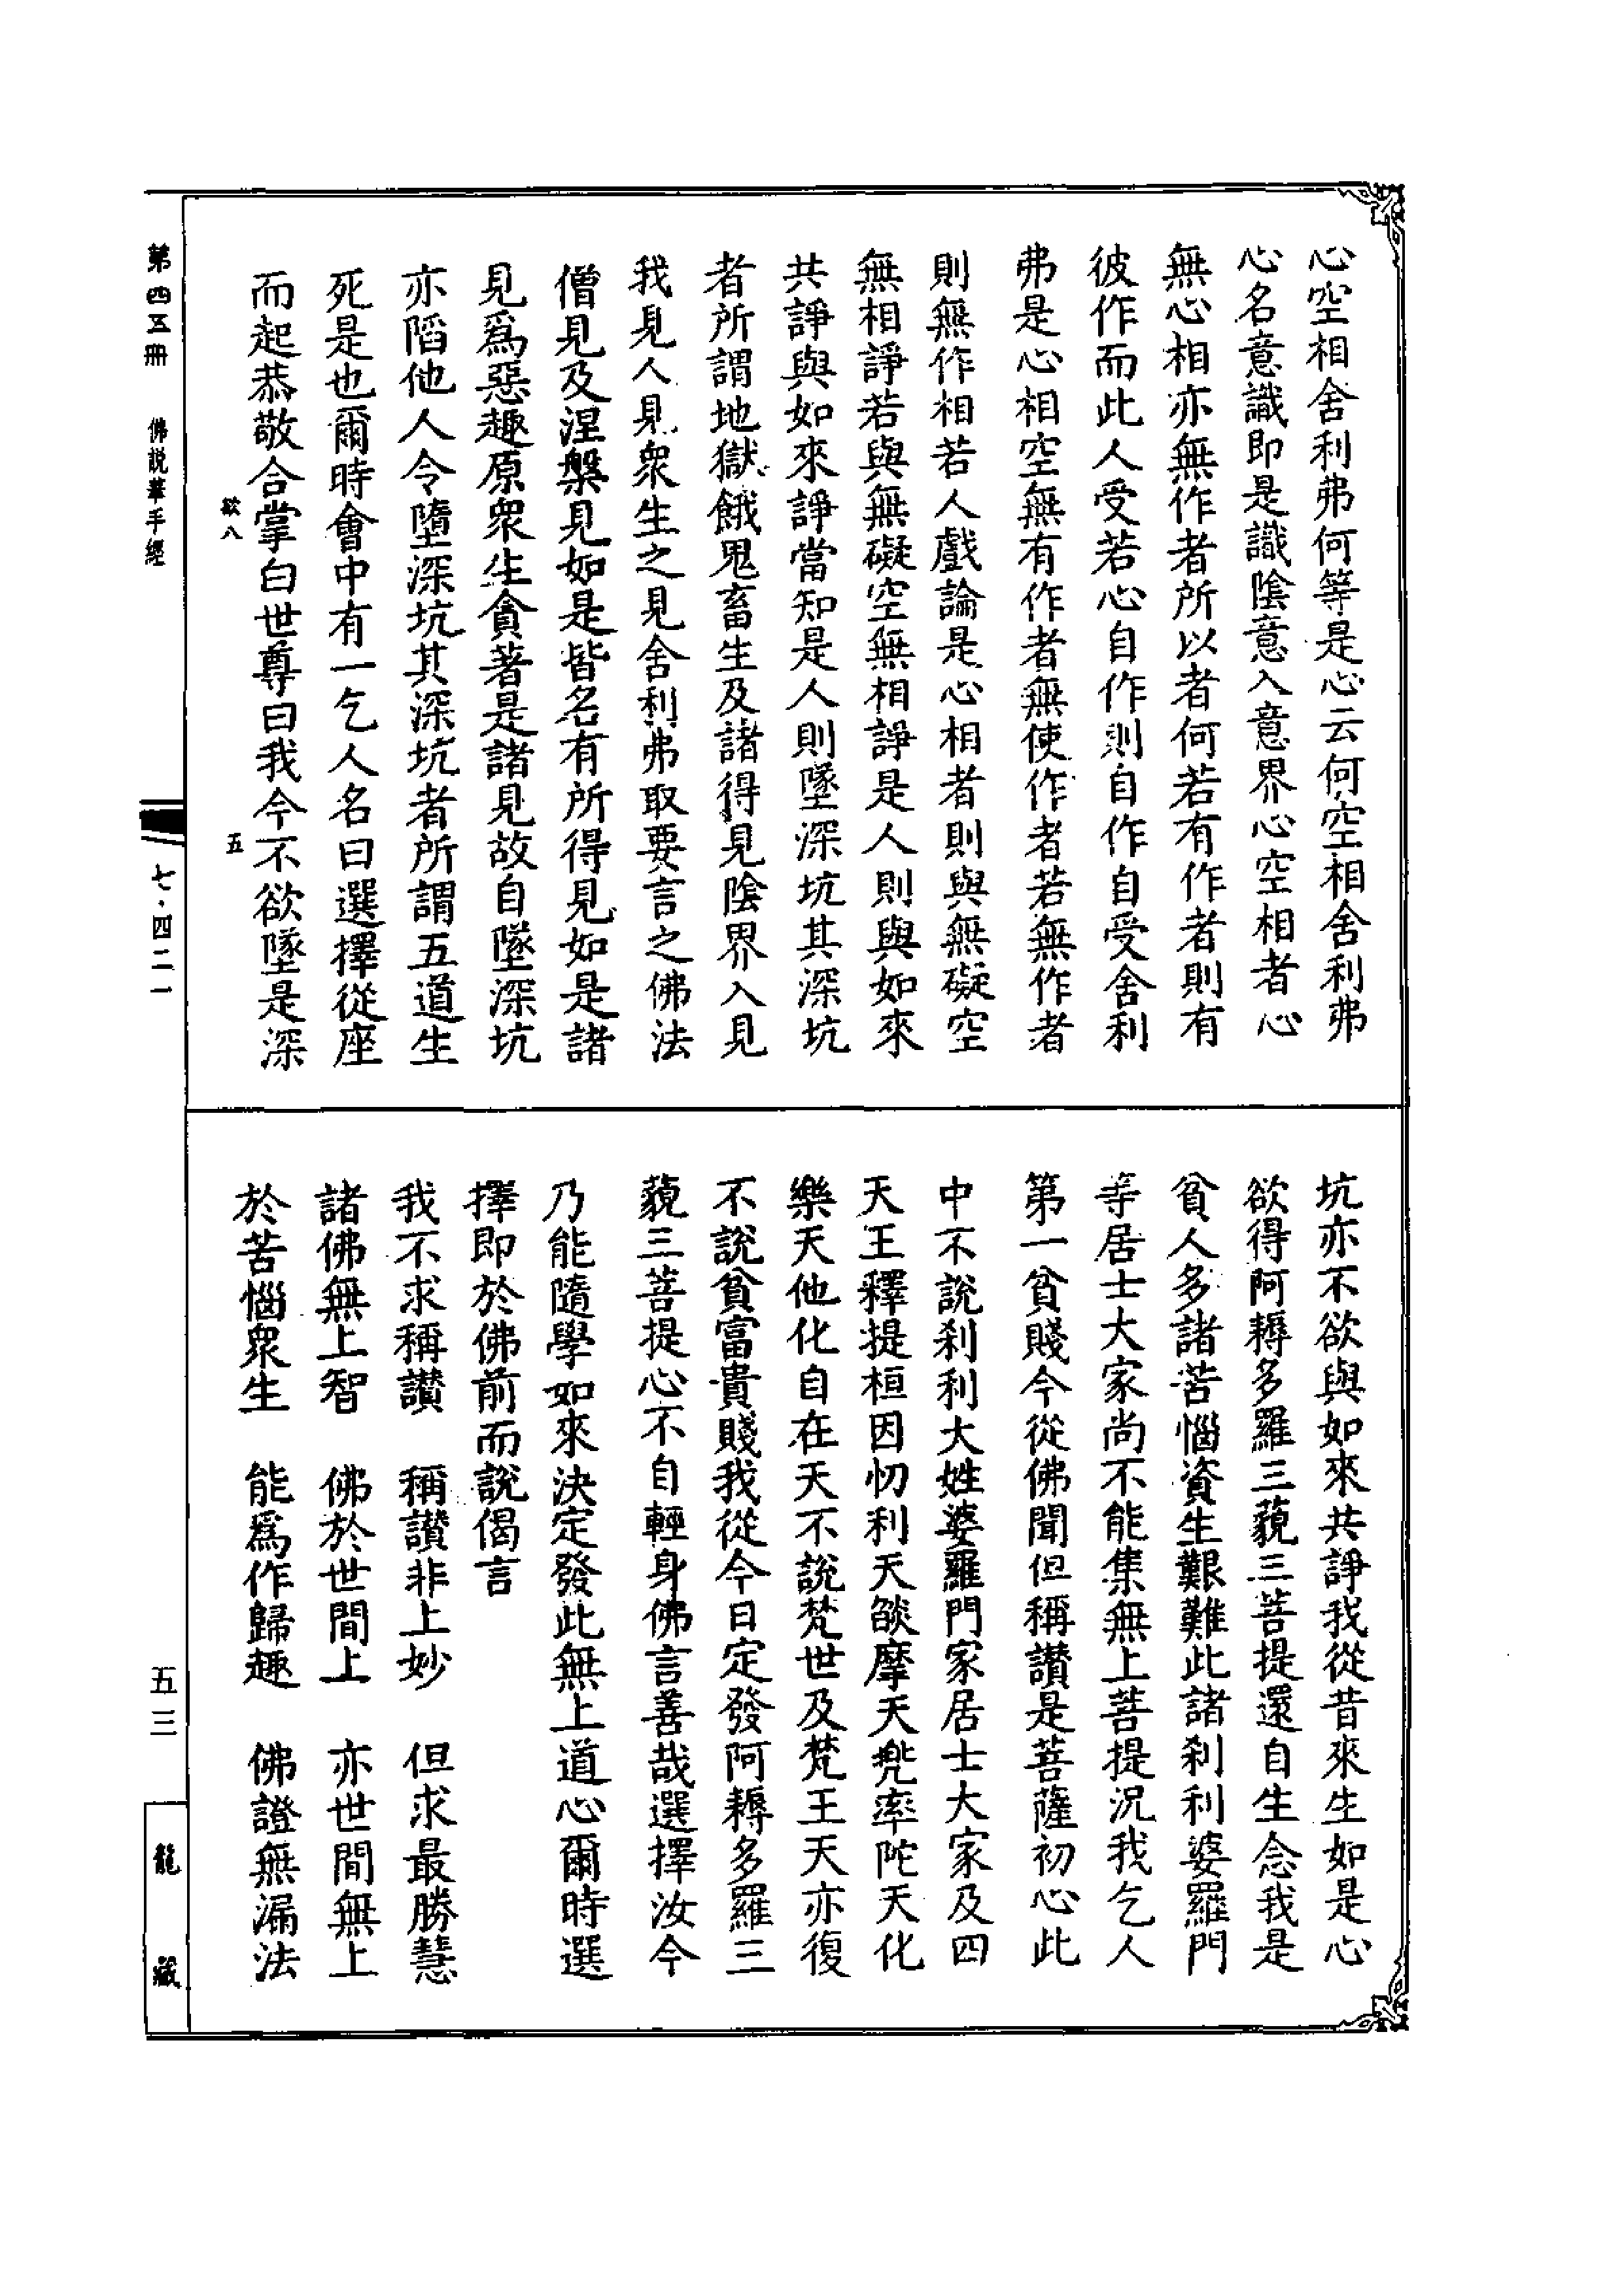 心空相舍利弗何等是心云何空相舍利弗
心名意識即是識陰意入意界心空相者心
無心相亦無作者所以者何若有作者則有
彼作而此人受若心自作則自作自受舍利
弗是心相空無有作者無使作者若無作者
則無作相若人戲論是心相者則與無礙空
無相諍若與無礙空無相諍是人則與如來
共諍與如來諍當知是人則墜深坑其深坑
者所謂地獄餓鬼畜生及諸得見陰界入見
我見人見衆生之見舍利弗取要言之佛法
僧見及涅槃見如是皆名有所得見如是諸
見爲惡趣原衆生貪著是諸見故自墜深坑
亦陷他人令墮深坑其深坑者所謂五道生
死是也爾時會中有一乞人名曰選擇從座
而起恭敬合掌白世尊曰我今不欲墜是深
坑亦不欲與如來共諍我從昔來生如是心
欲得阿耨多羅三藐三菩提還自生念我是
貧人多諸苦惱資生艱難此諸刹利婆羅門
等居士大家尚不能集無上菩提況我乞人
第一貧賤今從佛聞但稱讚是菩薩初心此
中不說刹利大姓婆羅門家居士大家及四
天王釋提桓因忉利天燄摩天兜率陀天化
樂天他化自在天不說梵世及梵王天亦復
不說貧富貴賤我從今日定發阿耨多羅三
藐三菩提心不自輕身佛言善哉選擇汝今
乃能隨學如來決定發此無上道心爾時選
擇即於佛前而說偈言
我不求稱讚　稱讚非上妙　但求最勝慧
諸佛無上智　佛於世間上　亦世間無上
於苦惱衆生　能爲作歸趣　佛證無漏法
欲八　五
第四五冊　佛說華手經　七·四二一　五三　龍藏